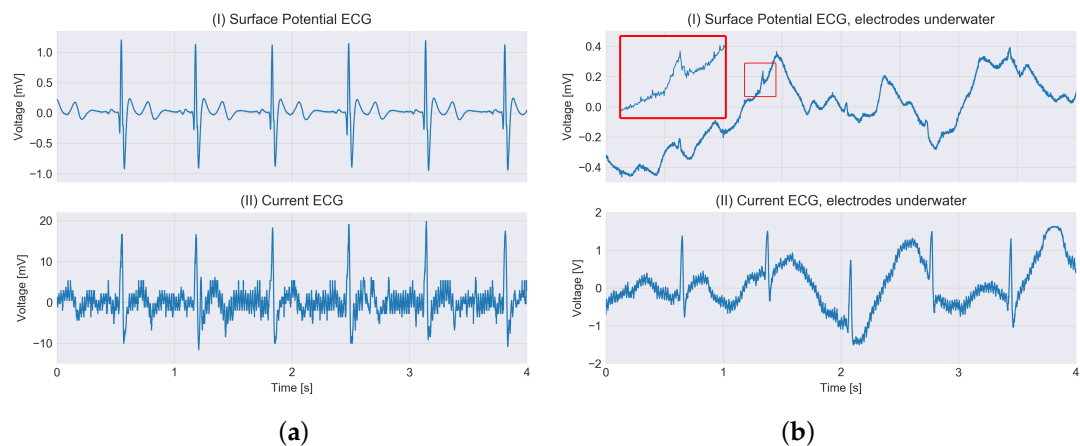 (I) Surface Potential ECG
Voltage [mV]
1.0
0.5
0.0
−0.5
−1.0
(II) Current ECG
Voltage [mV]
20
10
0
−10
0
1
2
3
4
Time [s]
(a)
(I) Surface Potential ECG, electrodes underwater
Voltage [mV]
0.4
0.2
0.0
−0.2
−0.4
(II) Current ECG, electrodes underwater
Voltage [V]
2
1
0
−1
−2
0
1
2
3
4
Time [s]
(b)